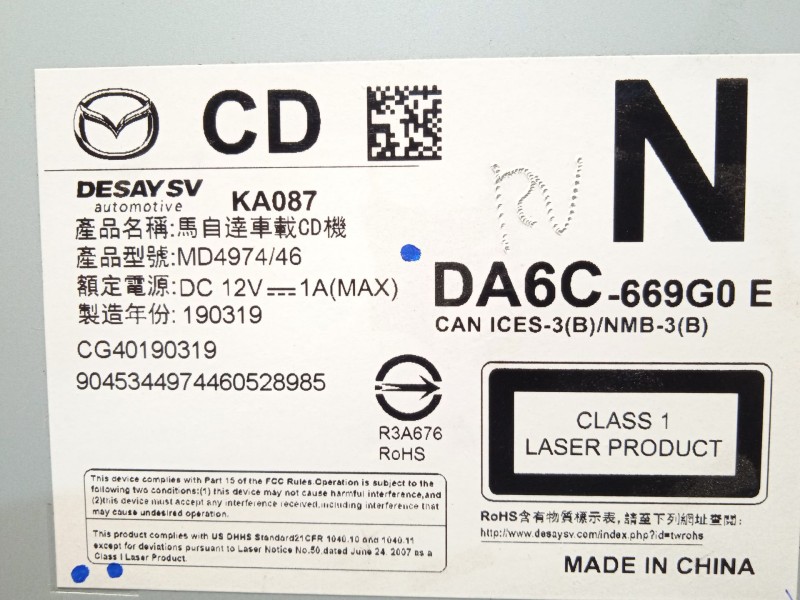 CD
N
DESAY SV
automotive
KA087
產品名稱:馬自達車載CD機
產品型號:MD4974/46
額定電源:DC 12V⎓1A(MAX)
製造年份:190319
CG40190319
9045344974460528985
DA6C-669G0 E
CAN ICES-3(B)/NMB-3(B)
R3A676
RoHS
CLASS 1
LASER PRODUCT
This device complies with Part 15 of the FCC Rules.Operation is subject to the
following two conditions:(1) this device may not cause harmful interference,and
(2)this device must accept any interference received,including interference that
may cause undesired operation.
This product complies with US DHHS Standard21CFR 1040.10 and 1040.11
except for deviations pursuant to Laser Notice No.50,dated June 24, 2007 as a
Class I Laser Product.
RoHS含有物質標示表,請至下列網址查閱:
http://www.desaysv.com/index.php?id=twrohs
MADE IN CHINA